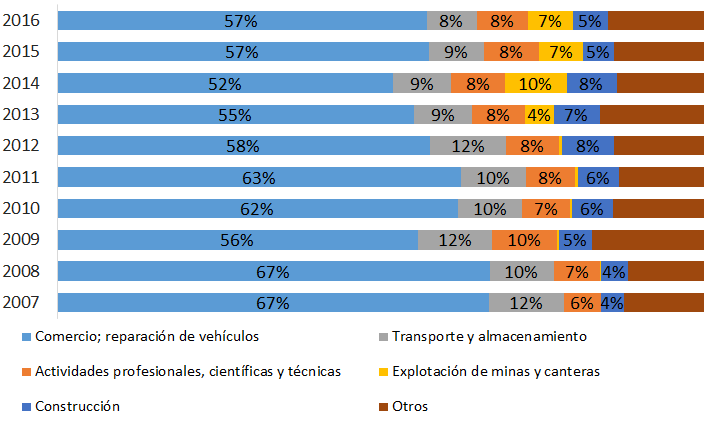 2016 57% 8% 8% 7% 5%
2015 57% 9% 8% 7% 5%
2014 52% 9% 8% 10% 8%
2013 55% 9% 8% 4% 7%
2012 58% 12% 8% 8%
2011 63% 10% 8% 6%
2010 62% 10% 7% 6%
2009 56% 12% 10% 5%
2008 67% 10% 7% 4%
2007 67% 12% 6% 4%
Comercio; reparación de vehículos Transporte y almacenamiento
Actividades profesionales, científicas y técnicas Explotación de minas y canteras
Construcción Otros